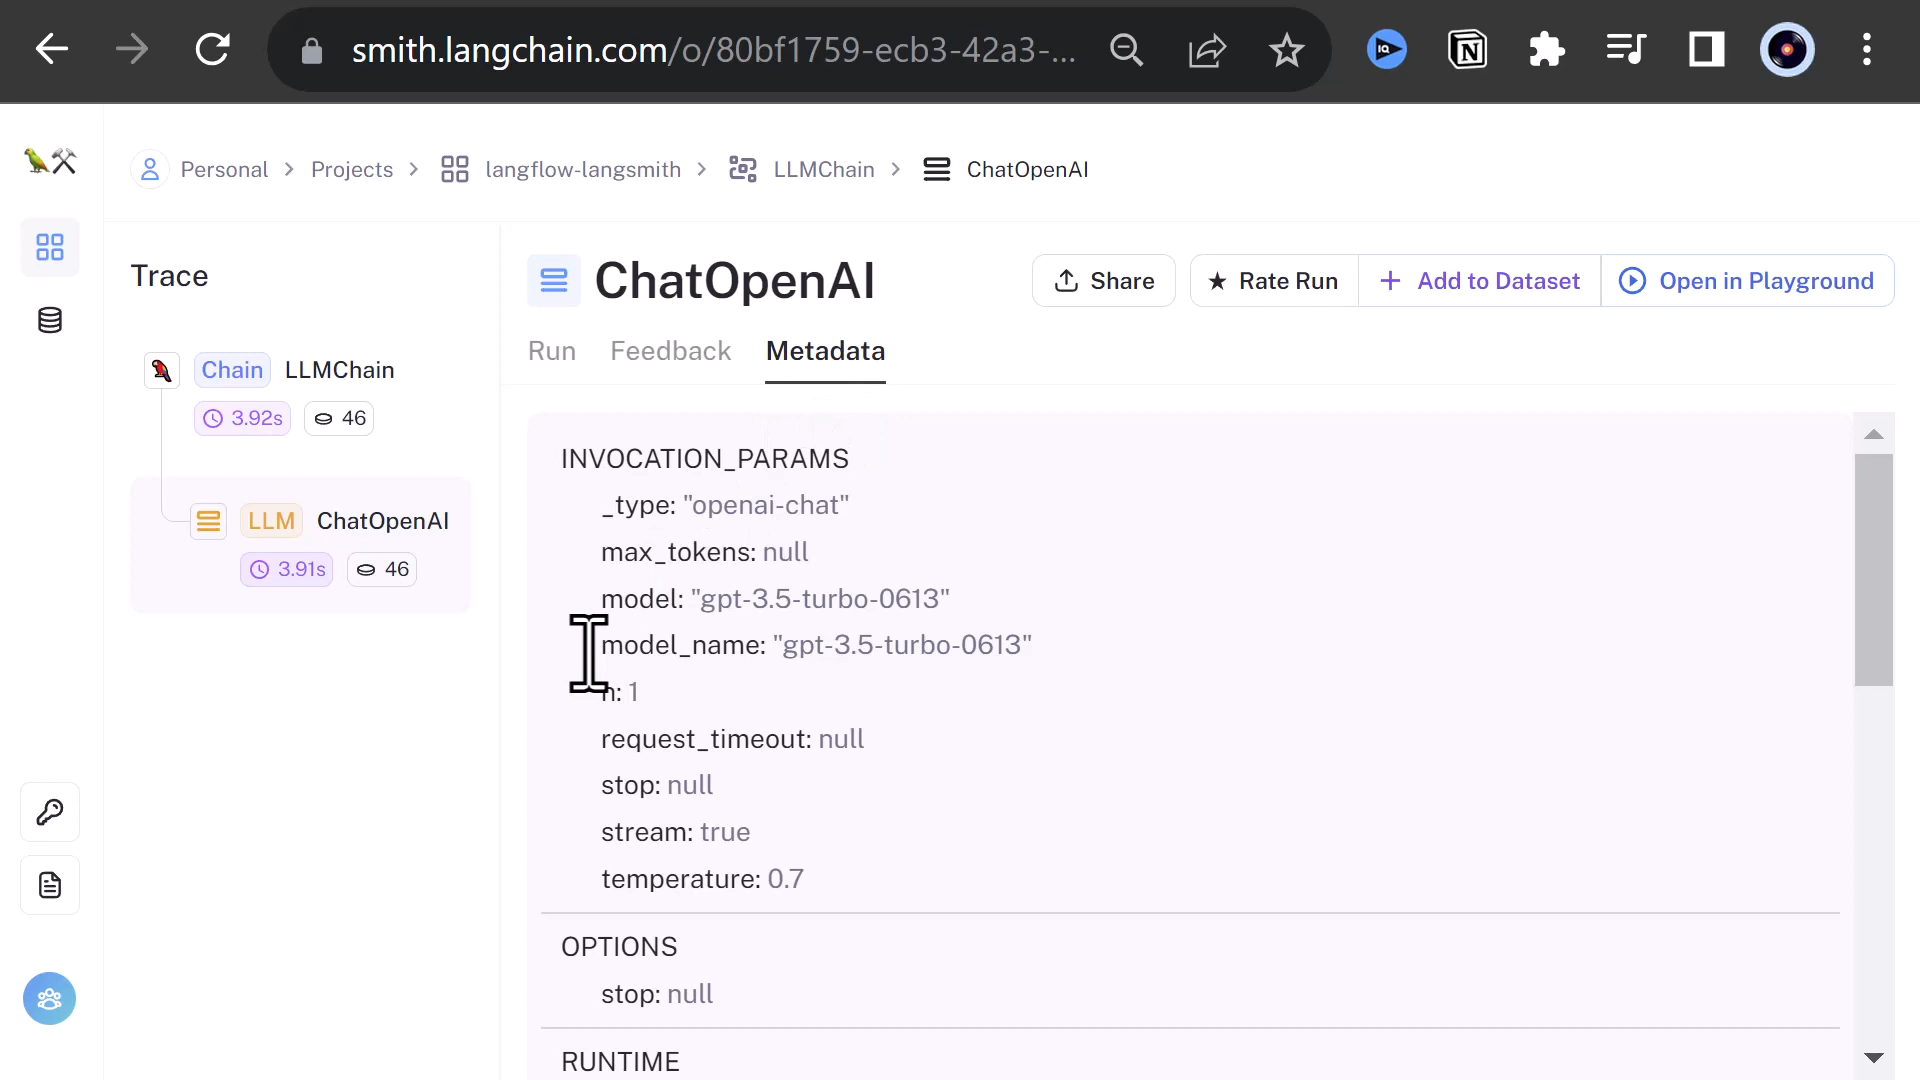 smith.langchain.com/o/80bf1759-ecb3-42a3-...
IQ
N
Personal > Projects > langflow-langsmith > LLMChain > ChatOpenAI
Trace
Chain LLMChain
3.92s 46
LLM ChatOpenAI
3.91s 46
ChatOpenAI
Share
Rate Run
+ Add to Dataset
Open in Playground
Run Feedback Metadata
INVOCATION_PARAMS
_type: "openai-chat"
max_tokens: null
model: "gpt-3.5-turbo-0613"
model_name: "gpt-3.5-turbo-0613"
n: 1
request_timeout: null
stop: null
stream: true
temperature: 0.7
OPTIONS
stop: null
RUNTIME